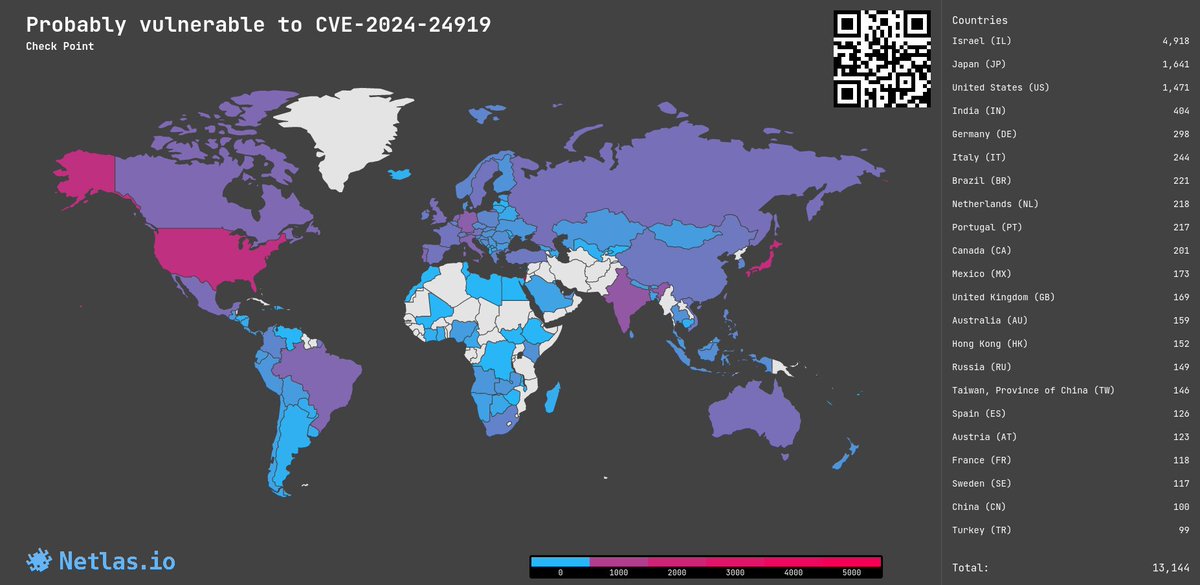 Probably vulnerable to CVE-2024-24919
Check Point
Countries
Israel (IL) 4,918
Japan (JP) 1,641
United States (US) 1,471
India (IN) 404
Germany (DE) 298
Italy (IT) 244
Brazil (BR) 221
Netherlands (NL) 218
Portugal (PT) 217
Canada (CA) 201
Mexico (MX) 173
United Kingdom (GB) 169
Australia (AU) 159
Hong Kong (HK) 152
Russia (RU) 149
Taiwan, Province of China (TW) 146
Spain (ES) 126
Austria (AT) 123
France (FR) 118
Sweden (SE) 117
China (CN) 100
Turkey (TR) 99
Total: 13,144
Netlas.io
0 1000 2000 3000 4000 5000